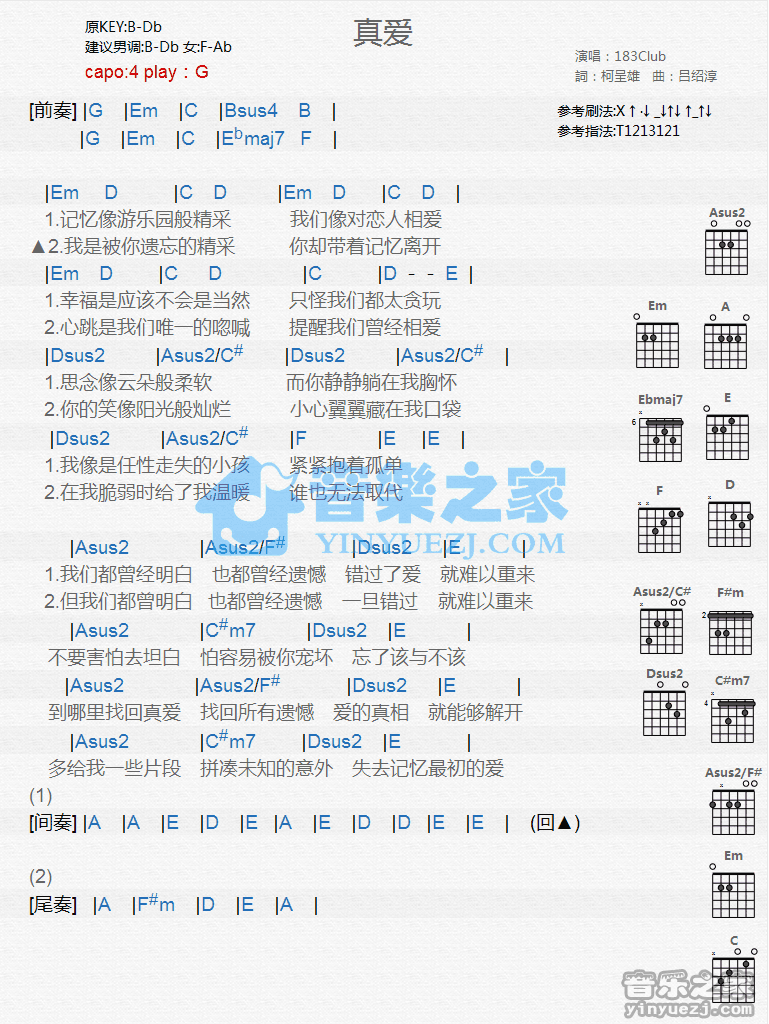 真爱
原KEY:B-Db
建议男调:B-Db 女:F-Ab
capo:4 play：G
演唱：183Club
詞：柯呈雄 曲：吕绍淳
[前奏] |G |Em |C |Bsus4 B |
|G |Em |C |Ebmaj7 F |
参考刷法:X↑·↓_↓↑↓↑_↑↓
参考指法:T1213121
|Em D |C D |Em D |C D |
1.记忆像游乐园般精采 我们像对恋人相爱
▲2.我是被你遗忘的精采 你却带着记忆离开
|Em D |C D |C |D - - E |
1.幸福是应该不会是当然 只怪我们都太贪玩
2.心跳是我们唯一的唿喊 提醒我们曾经相爱
|Dsus2 |Asus2/C# |Dsus2 |Asus2/C# |
1.思念像云朵般柔软 而你静静躺在我胸怀
2.你的笑像阳光般灿烂 小心翼翼藏在我口袋
|Dsus2 |Asus2/C# |F |E |E |
1.我像是任性走失的小孩 紧紧抱着孤单
2.在我脆弱时给了我温暖 谁也无法取代
音樂之家
YINYUEZJ.COM
|Asus2 |Asus2/F# |Dsus2 |E |
1.我们都曾经明白 也都曾经遗憾 错过了爱 就难以重来
2.但我们都曾明白 也都曾经遗憾 一旦错过 就难以重来
|Asus2 |C#m7 |Dsus2 |E |
不要害怕去坦白 怕容易被你宠坏 忘了该与不该
|Asus2 |Asus2/F# |Dsus2 |E |
到哪里找回真爱 找回所有遗憾 爱的真相 就能够解开
|Asus2 |C#m7 |Dsus2 |E |
多给我一些片段 拼凑未知的意外 失去记忆最初的爱
(1)
[间奏] |A |A |E |D |E |A |E |D |D |E |E | (回▲)
(2)
[尾奏] |A |F#m |D |E |A |
Asus2
Em A
Ebmaj7 E
6
F D
Asus2/C# F#m
2
Dsus2 C#m7
4
Asus2/F#
Em
C
音乐之家
yinyuezj.com